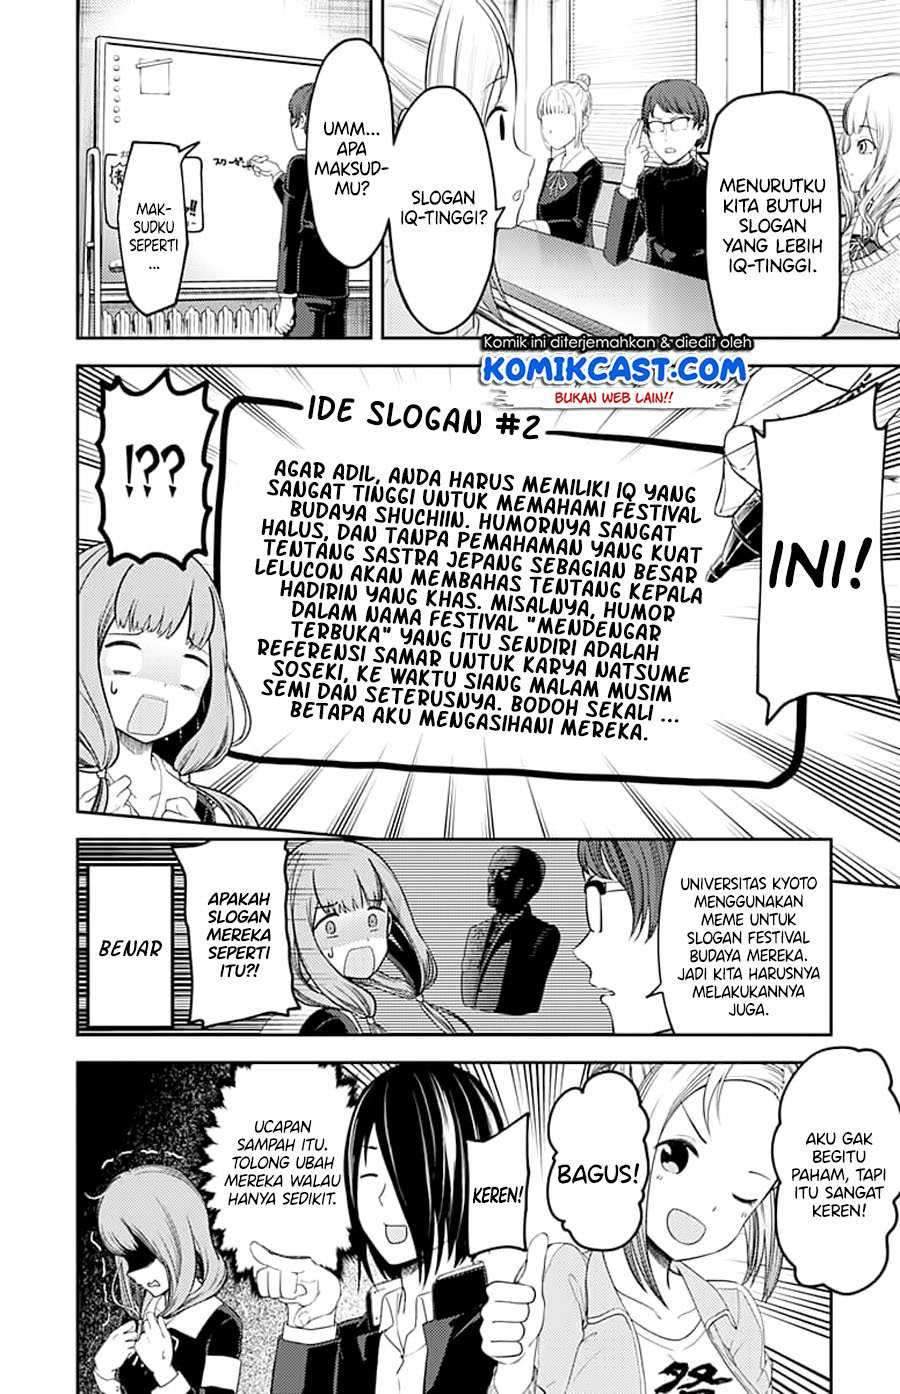 MENURUTKU
KITA BUTUH
SLOGAN
YANG LEBIH
IQ-TINGGI.
SLOGAN
IQ-TINGGI?
UMM...
APA
MAKSUD-
MU?
MAK-
SUDKU
SEPERTI
...
Komik ini diterjemahkan & diedit oleh
KOMIKCAST.COM
BUKAN WEB LAIN!!
INI!
IDE SLOGAN #2
AGAR ADIL, ANDA HARUS MEMILIKI IQ YANG
SANGAT TINGGI UNTUK MEMAHAMI FESTIVAL
BUDAYA SHUCHIIN. HUMORNYA SANGAT
HALUS, DAN TANPA PEMAHAMAN YANG KUAT
TENTANG SASTRA JEPANG SEBAGIAN BESAR
LELUCON AKAN MEMBAHAS TENTANG KEPALA
HADIRIN YANG KHAS. MISALNYA, HUMOR
DALAM NAMA FESTIVAL "MENDENGAR
TERBUKA" YANG ITU SENDIRI ADALAH
REFERENSI SAMAR UNTUK KARYA NATSUME
SOSEKI, KE WAKTU SIANG MALAM MUSIM
SEMI DAN SETERUSNYA. BODOH SEKALI ...
BETAPA AKU MENGASIHANI MEREKA.
!??
UNIVERSITAS KYOTO
MENGGUNAKAN
MEME UNTUK
SLOGAN FESTIVAL
BUDAYA MEREKA.
JADI KITA HARUSNYA
MELAKUKANNYA
JUGA.
APAKAH
SLOGAN
MEREKA
SEPERTI
ITU?!
BENAR
AKU GAK
BEGITU
PAHAM, TAPI
ITU SANGAT
KEREN!
BAGUS!
KEREN!
UCAPAN
SAMPAH ITU.
TOLONG UBAH
MEREKA WALAU
HANYA SEDIKIT.